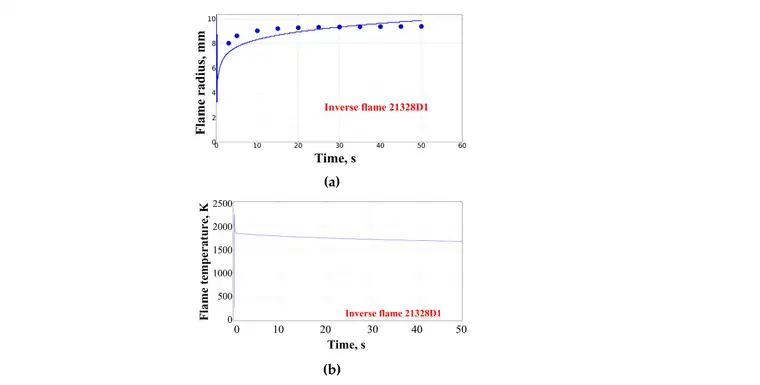 10
8
6
4
2
0
Flame radius, mm
Inverse flame 21328D1
0 10 20 30 40 50 60
Time, s
(a)
2500
2000
1500
1000
500
0
Flame temperature, K
Inverse flame 21328D1
0 10 20 30 40 50
Time, s
(b)